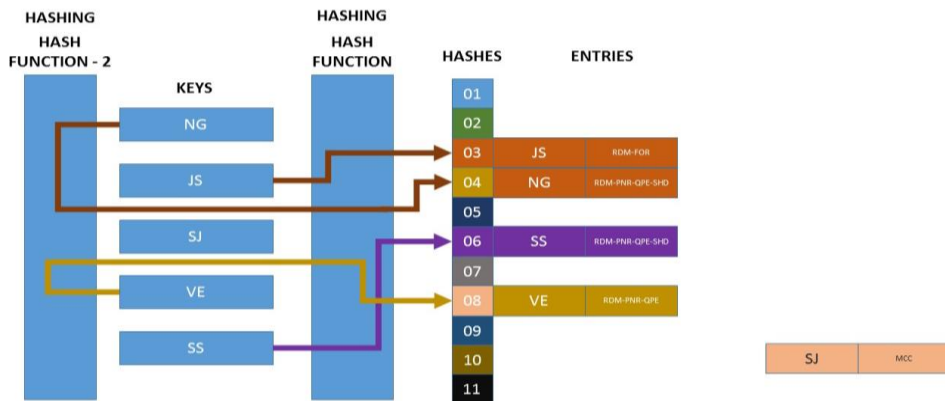 HASHING
HASH
FUNCTION - 2
KEYS
NG
JS
SJ
VE
SS
HASHING
HASH
FUNCTION
HASHES
ENTRIES
01
02
03 JS RDM-FOR
04 NG RDM-PNR-QPE-SHD
05
06 SS RDM-PNR-QPE-SHD
07
08 VE RDM-PNR-QPE
09
10
11
SJ MCC